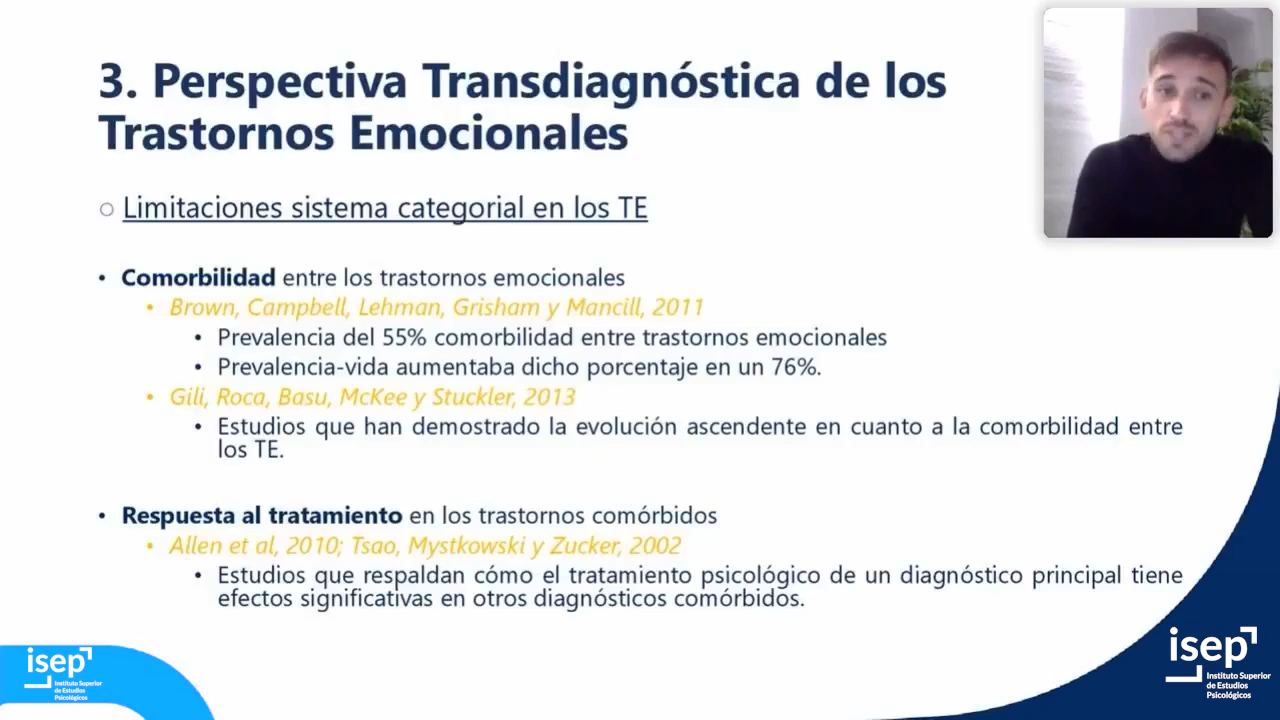 3. Perspectiva Transdiagnóstica de los
Trastornos Emocionales
○ Limitaciones sistema categorial en los TE
• Comorbilidad entre los trastornos emocionales
• Brown, Campbell, Lehman, Grisham y Mancill, 2011
• Prevalencia del 55% comorbilidad entre trastornos emocionales
• Prevalencia-vida aumentaba dicho porcentaje en un 76%.
• Gili, Roca, Basu, McKee y Stuckler, 2013
• Estudios que han demostrado la evolución ascendente en cuanto a la comorbilidad entre
los TE.
• Respuesta al tratamiento en los trastornos comórbidos
• Allen et al, 2010; Tsao, Mystkowski y Zucker, 2002
• Estudios que respaldan cómo el tratamiento psicológico de un diagnóstico principal tiene
efectos significativas en otros diagnósticos comórbidos.
isep
Instituto Superior
de Estudios
Psicológicos
isep
Instituto Superior
de Estudios
Psicológicos